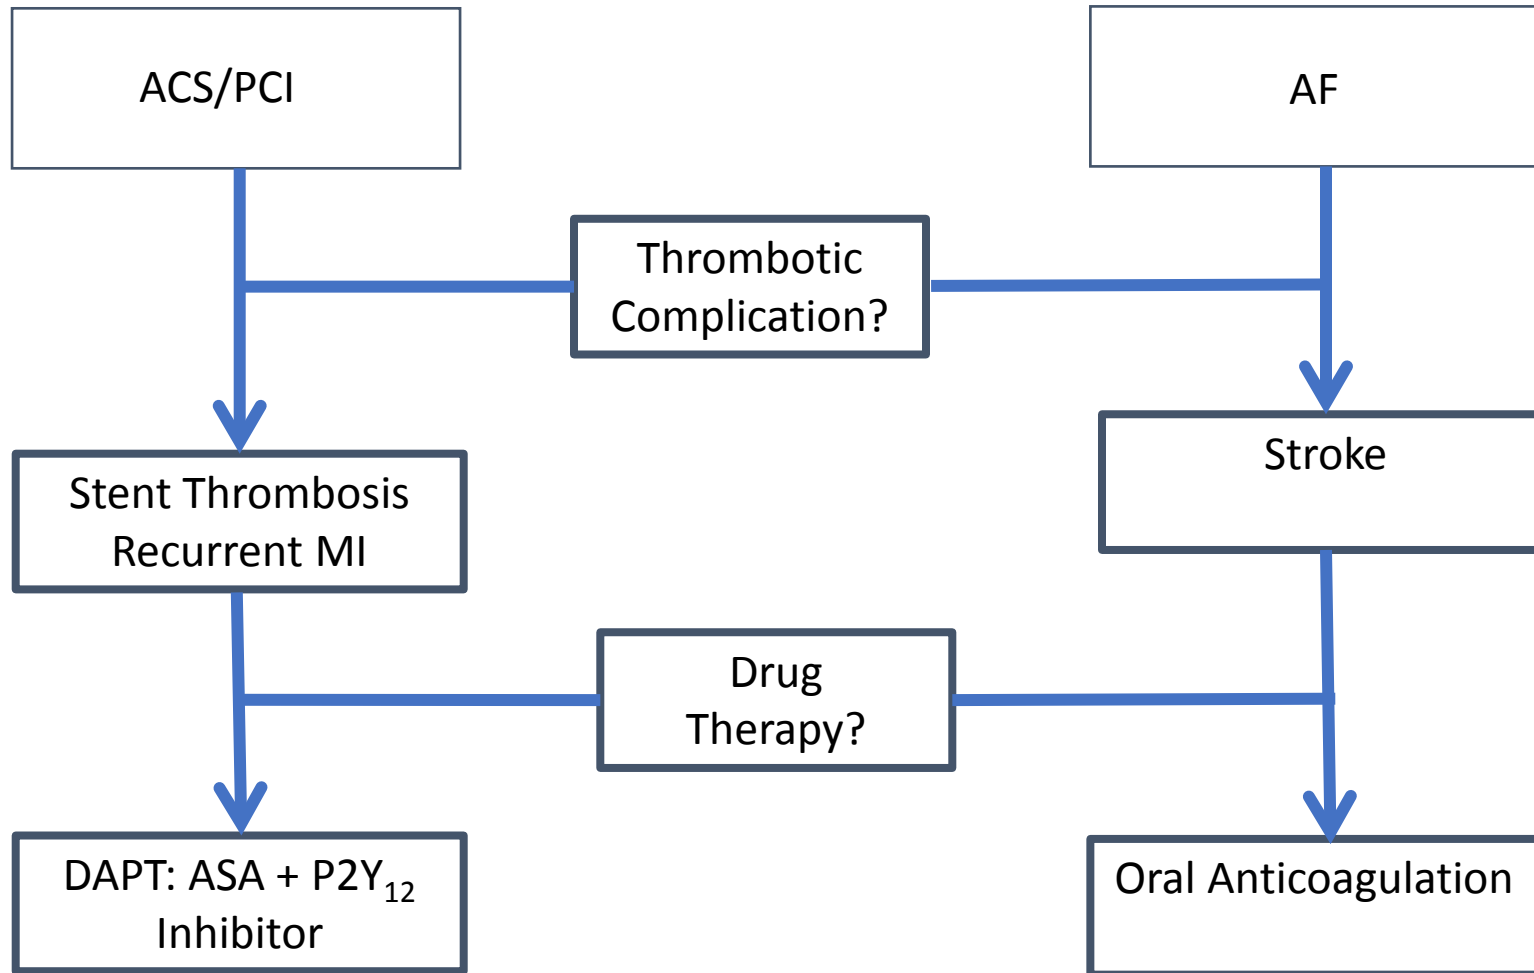 ACS/PCI
AF
Thrombotic
Complication?
Stent Thrombosis
Recurrent MI
Stroke
Drug
Therapy?
DAPT: ASA + P2Y₁₂
Inhibitor
Oral Anticoagulation